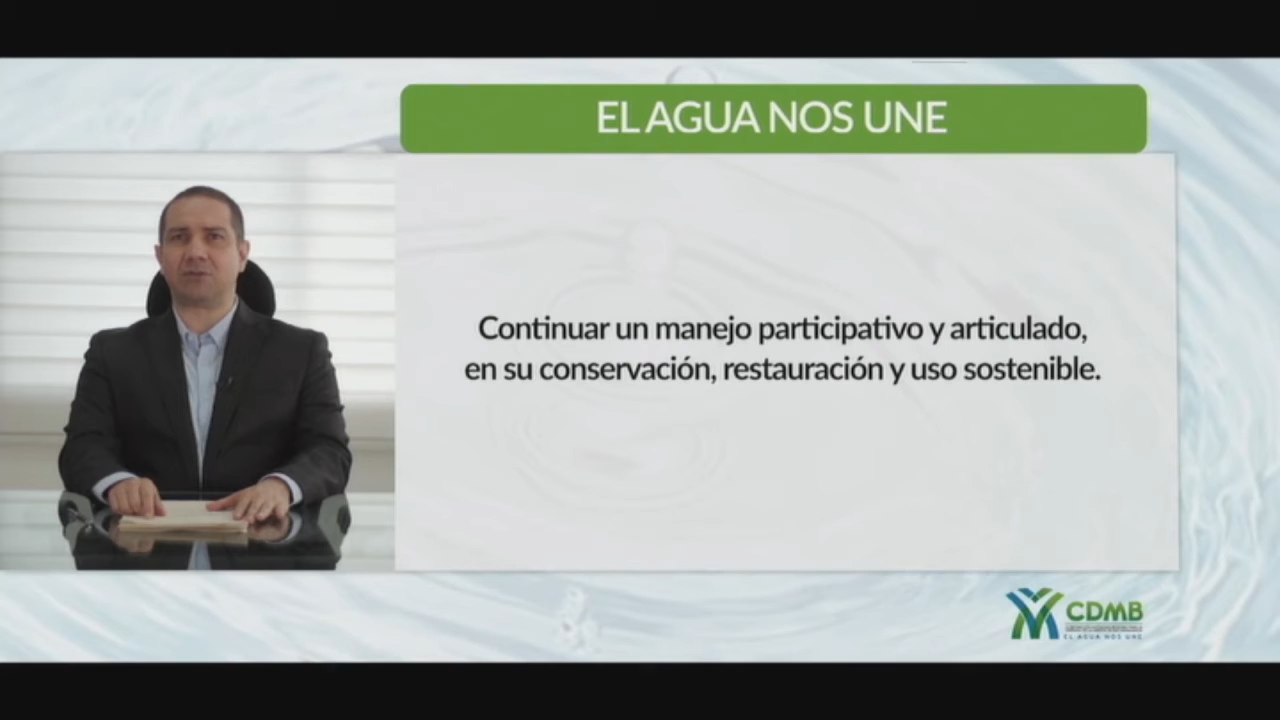 EL AGUA NOS UNE
Continuar un manejo participativo y articulado,
en su conservación, restauración y uso sostenible.
CDMB
EL AGUA NOS UNE